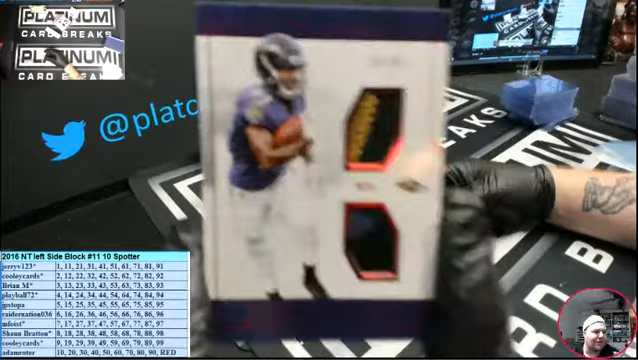 PLATINUM
CARD BREAKS
PLATINUM
CARD BREAKS
@platc
2016 NT left Side Block #11 10 Spotter
jerryv123* 1, 11, 21, 31, 41, 51, 61, 71, 81, 91
cooleycards* 2, 12, 22, 32, 42, 52, 62, 72, 82, 92
Brian M* 3, 13, 23, 33, 43, 53, 63, 73, 83, 93
playball72* 4, 14, 24, 34, 44, 54, 64, 74, 84, 94
jpxtopa 5, 15, 25, 35, 45, 55, 65, 75, 85, 95
raidernation036 6, 16, 26, 36, 46, 56, 66, 76, 86, 96
mfeist* 7, 17, 27, 37, 47, 57, 67, 77, 87, 97
Shaun Bratton* 8, 18, 28, 38, 48, 58, 68, 78, 88, 98
cooleycards* 9, 19, 29, 39, 49, 59, 69, 79, 89, 99
adamroter 10, 20, 30, 40, 50, 60, 70, 80, 90, RED